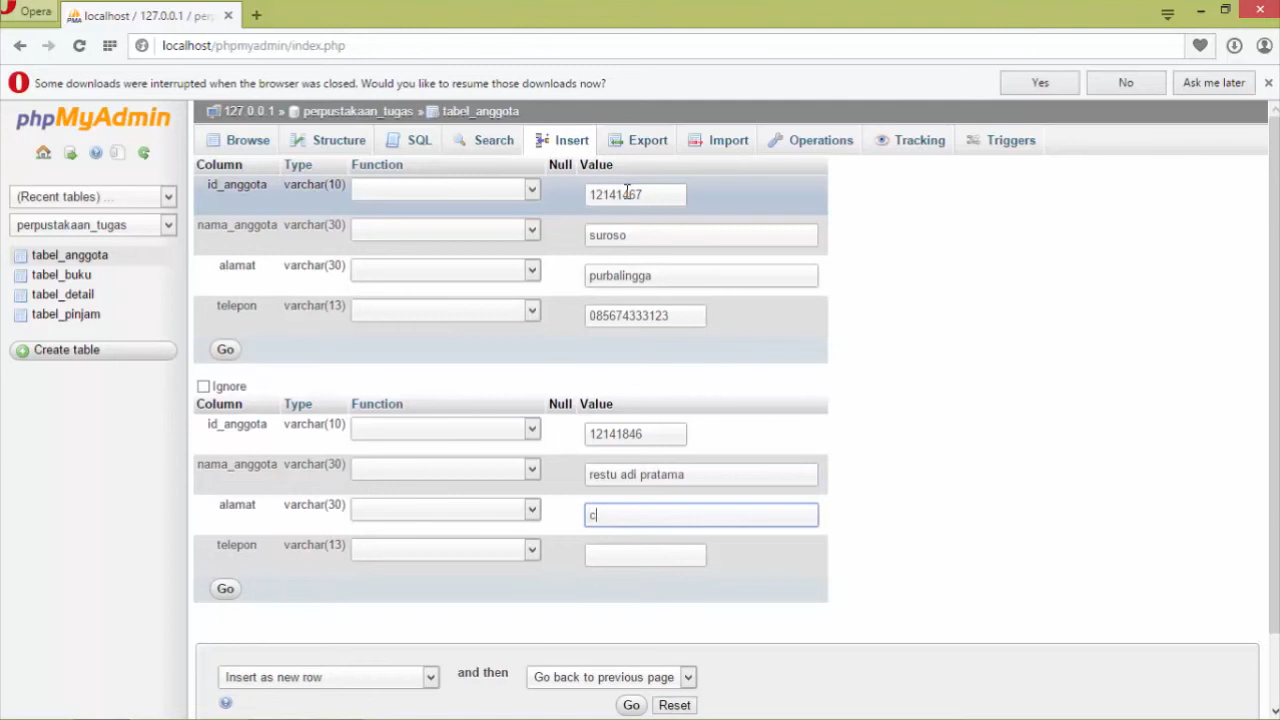 Opera
localhost / 127.0.0.1 / per
localhost/phpmyadmin/index.php
Some downloads were interrupted when the browser was closed. Would you like to resume those downloads now?
Yes
No
Ask me later
phpMyAdmin
127.0.0.1 » perpustakaan_tugas » tabel_anggota
Browse
Structure
SQL
Search
Insert
Export
Import
Operations
Tracking
Triggers
(Recent tables) ...
perpustakaan_tugas
tabel_anggota
tabel_buku
tabel_detail
tabel_pinjam
Create table
Column Type Function Null Value
id_anggota varchar(10) 12141467
nama_anggota varchar(30) suroso
alamat varchar(30) purbalingga
telepon varchar(13) 085674333123
Go
Ignore
Column Type Function Null Value
id_anggota varchar(10) 12141846
nama_anggota varchar(30) restu adi pratama
alamat varchar(30) c
telepon varchar(13)
Go
Insert as new row and then Go back to previous page
Go Reset